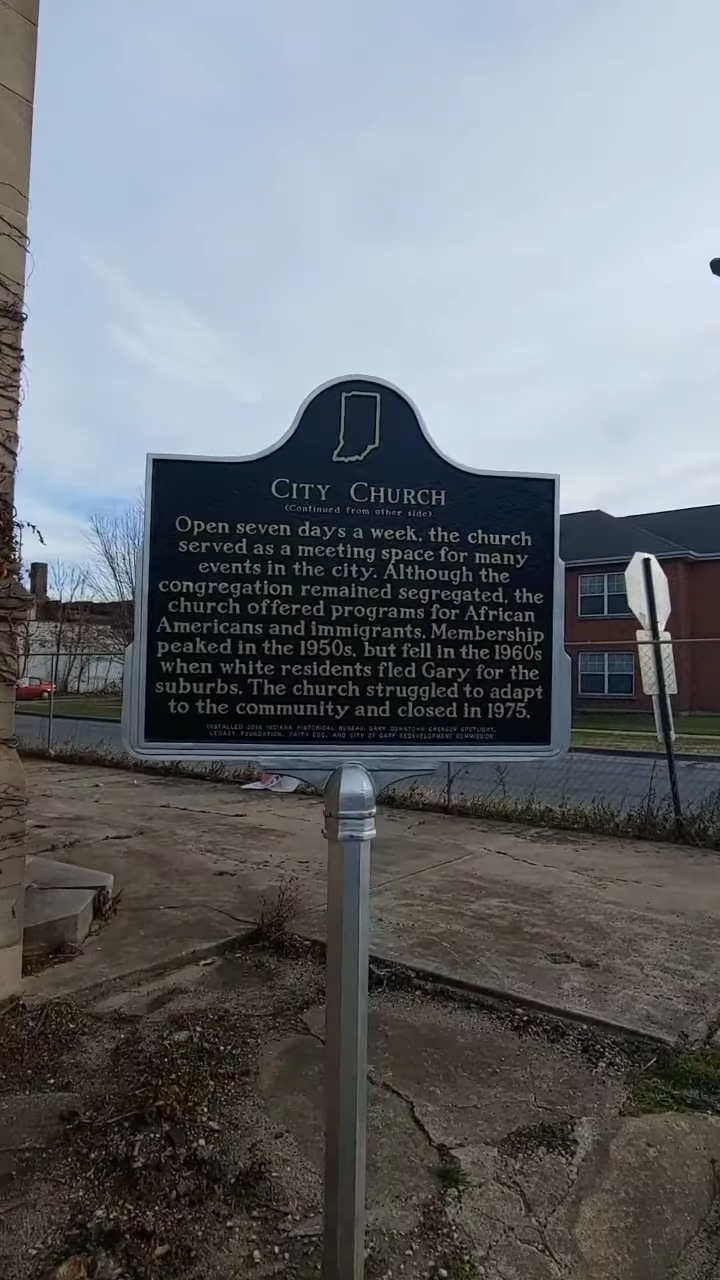 CITY CHURCH
(Continued from other side)
Open seven days a week, the church
served as a meeting space for many
events in the city. Although the
congregation remained segregated, the
church offered programs for African
Americans and immigrants. Membership
peaked in the 1950s, but fell in the 1960s
when white residents fled Gary for the
suburbs. The church struggled to adapt
to the community and closed in 1975.
INSTALLED 2019 INDIANA HISTORICAL BUREAU, GARY DOWNTOWN EMERSON SPOTLIGHT,
LEGACY FOUNDATION, FAITH CDC, AND CITY OF GARY REDEVELOPMENT COMMISSION